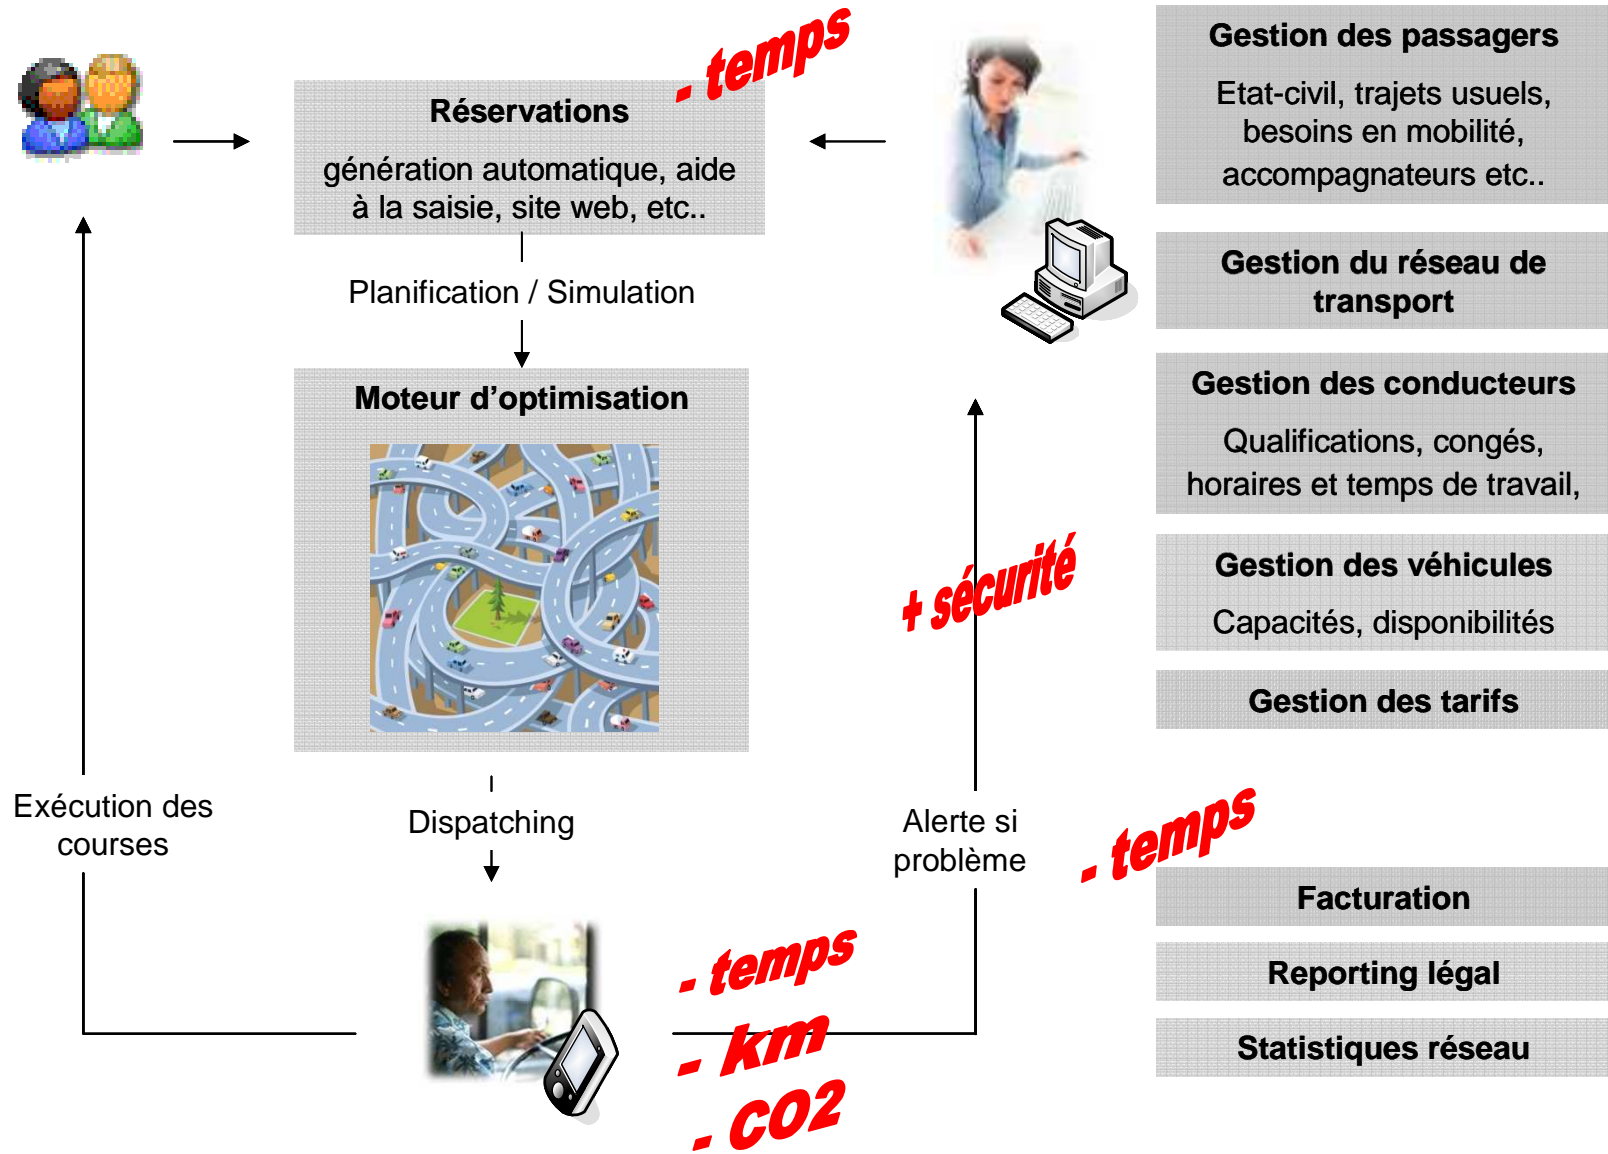 - temps
Réservations
génération automatique, aide
à la saisie, site web, etc..
Planification / Simulation
Moteur d’optimisation
Dispatching
Exécution des
courses
- temps
- km
- CO2
Alerte si
problème
+ sécurité
Gestion des passagers
Etat-civil, trajets usuels,
besoins en mobilité,
accompagnateurs etc..
Gestion du réseau de
transport
Gestion des conducteurs
Qualifications, congés,
horaires et temps de travail,
Gestion des véhicules
Capacités, disponibilités
Gestion des tarifs
- temps
Facturation
Reporting légal
Statistiques réseau